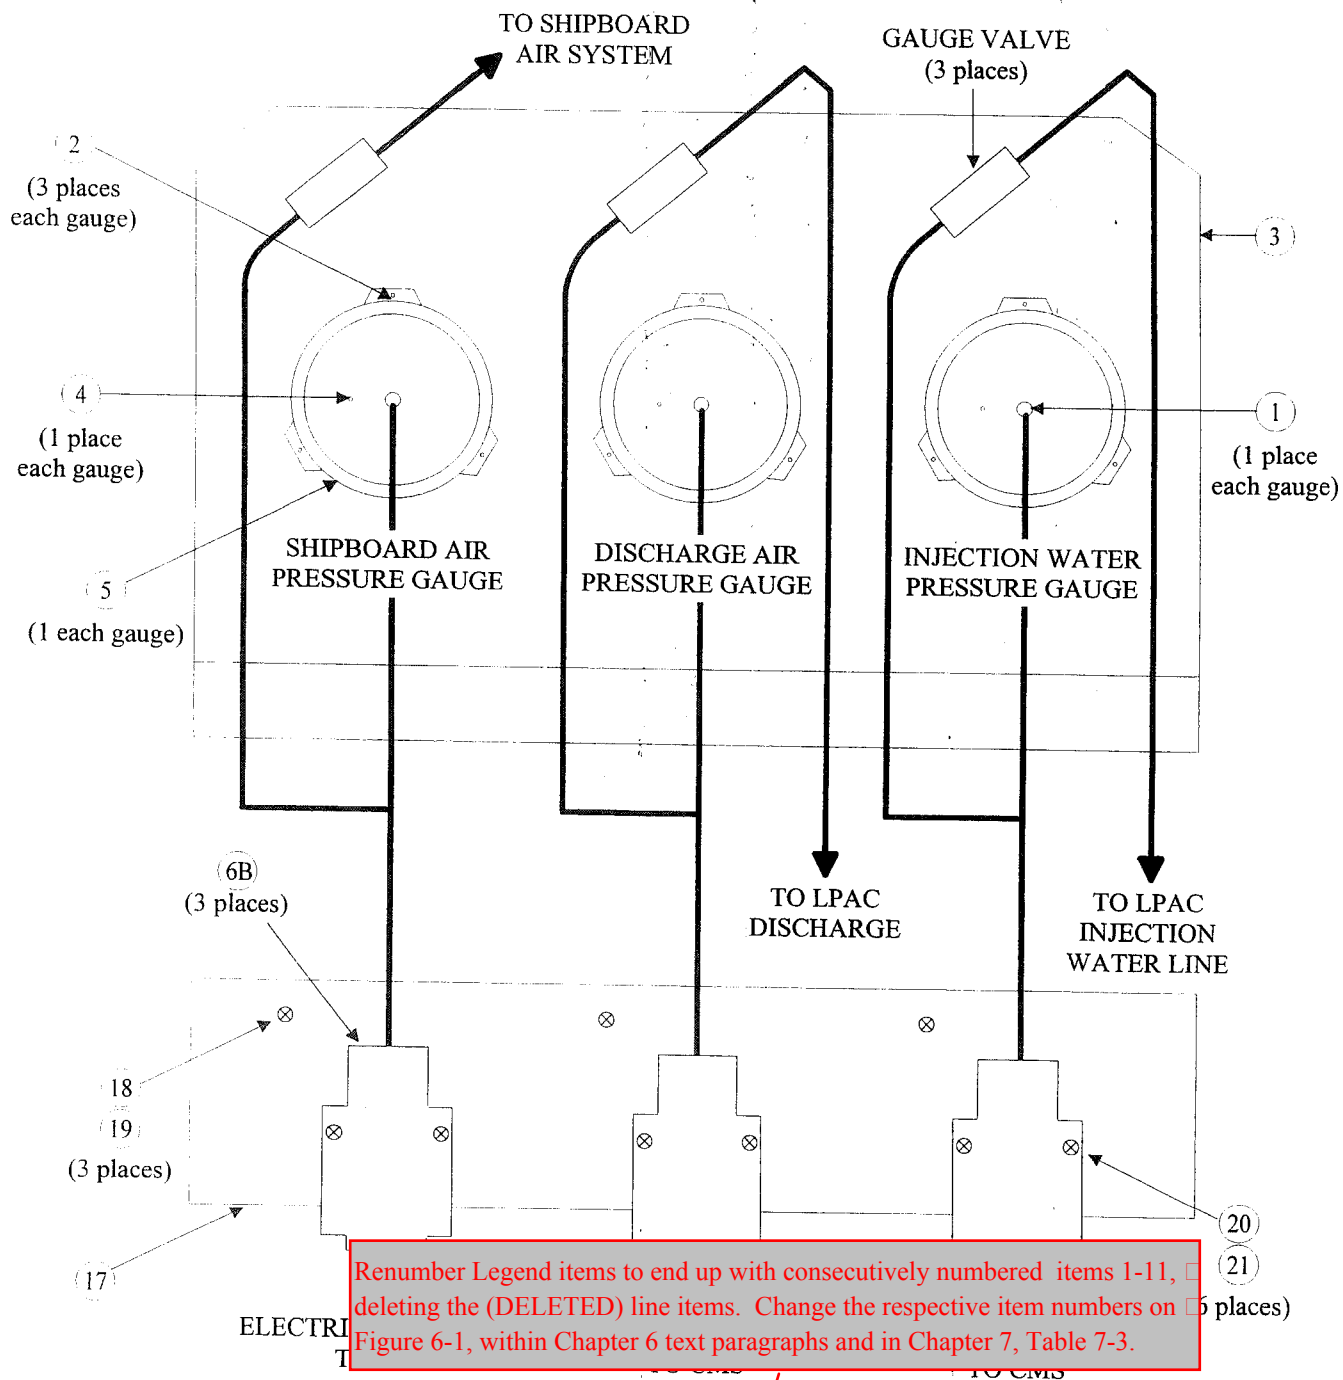 TO SHIPBOARD
AIR SYSTEM
GAUGE VALVE
(3 places)
2
(3 places
each gauge)
3
4
(1 place
each gauge)
1
(1 place
each gauge)
SHIPBOARD AIR
PRESSURE GAUGE
DISCHARGE AIR
PRESSURE GAUGE
INJECTION WATER
PRESSURE GAUGE
5
(1 each gauge)
6B
(3 places)
TO LPAC
DISCHARGE
TO LPAC
INJECTION
WATER LINE
18
19
(3 places)
17
20
21
6 places)
Renumber Legend items to end up with consecutively numbered items 1-11,
deleting the (DELETED) line items. Change the respective item numbers on
Figure 6-1, within Chapter 6 text paragraphs and in Chapter 7, Table 7-3.
ELECTRI
T
TO CMS
TO CMS